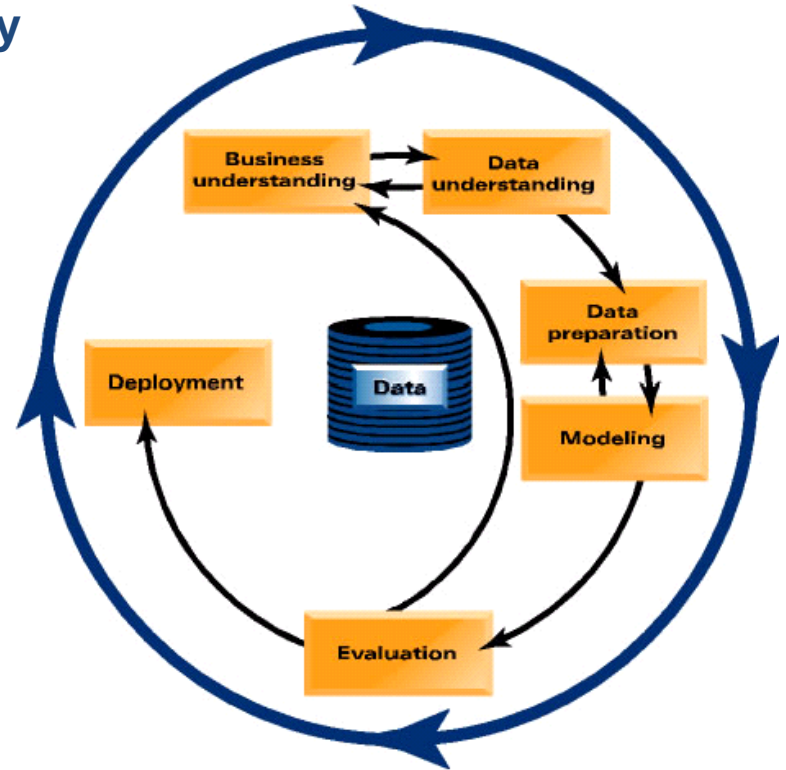 y
Business
understanding
Data
understanding
Data
preparation
Data
Deployment
Modeling
Evaluation